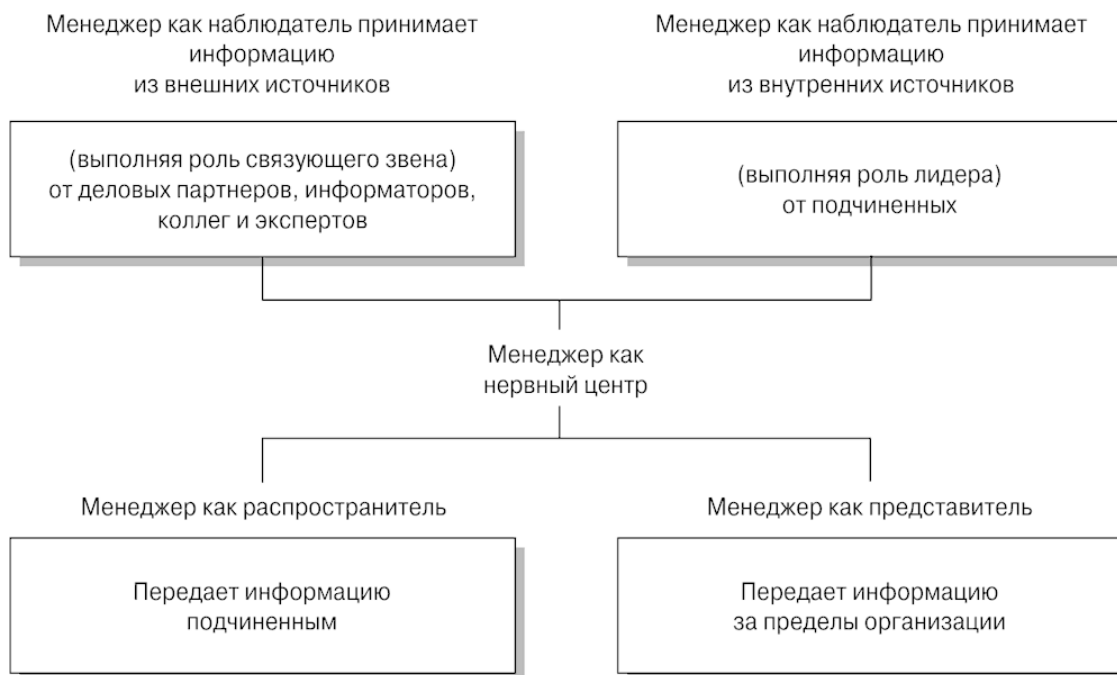 Менеджер как наблюдатель принимает
информацию
из внешних источников
Менеджер как наблюдатель принимает
информацию
из внутренних источников
(выполняя роль связующего звена)
от деловых партнеров, информаторов,
коллег и экспертов
(выполняя роль лидера)
от подчиненных
Менеджер как
нервный центр
Менеджер как распространитель
Менеджер как представитель
Передает информацию
подчиненным
Передает информацию
за пределы организации